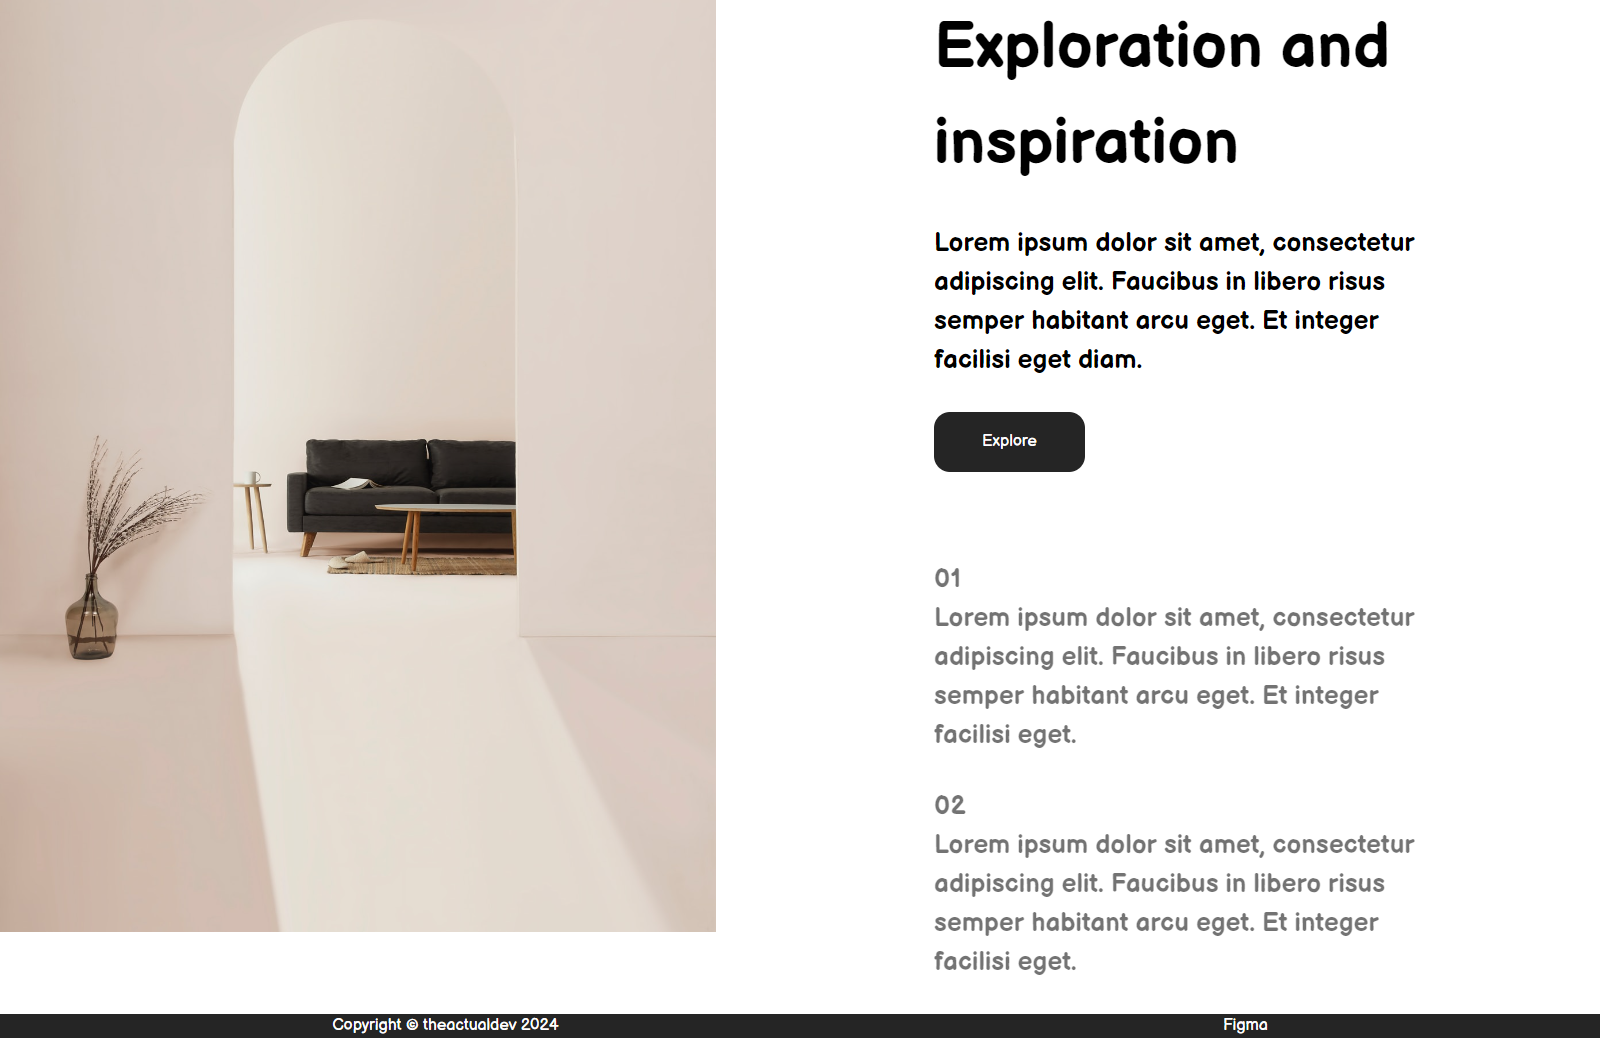 Exploration and
inspiration
Lorem ipsum dolor sit amet, consectetur
adipiscing elit. Faucibus in libero risus
semper habitant arcu eget. Et integer
facilisi eget diam.
Explore
01
Lorem ipsum dolor sit amet, consectetur
adipiscing elit. Faucibus in libero risus
semper habitant arcu eget. Et integer
facilisi eget.
02
Lorem ipsum dolor sit amet, consectetur
adipiscing elit. Faucibus in libero risus
semper habitant arcu eget. Et integer
facilisi eget.
Copyright © theactualdev 2024
Figma